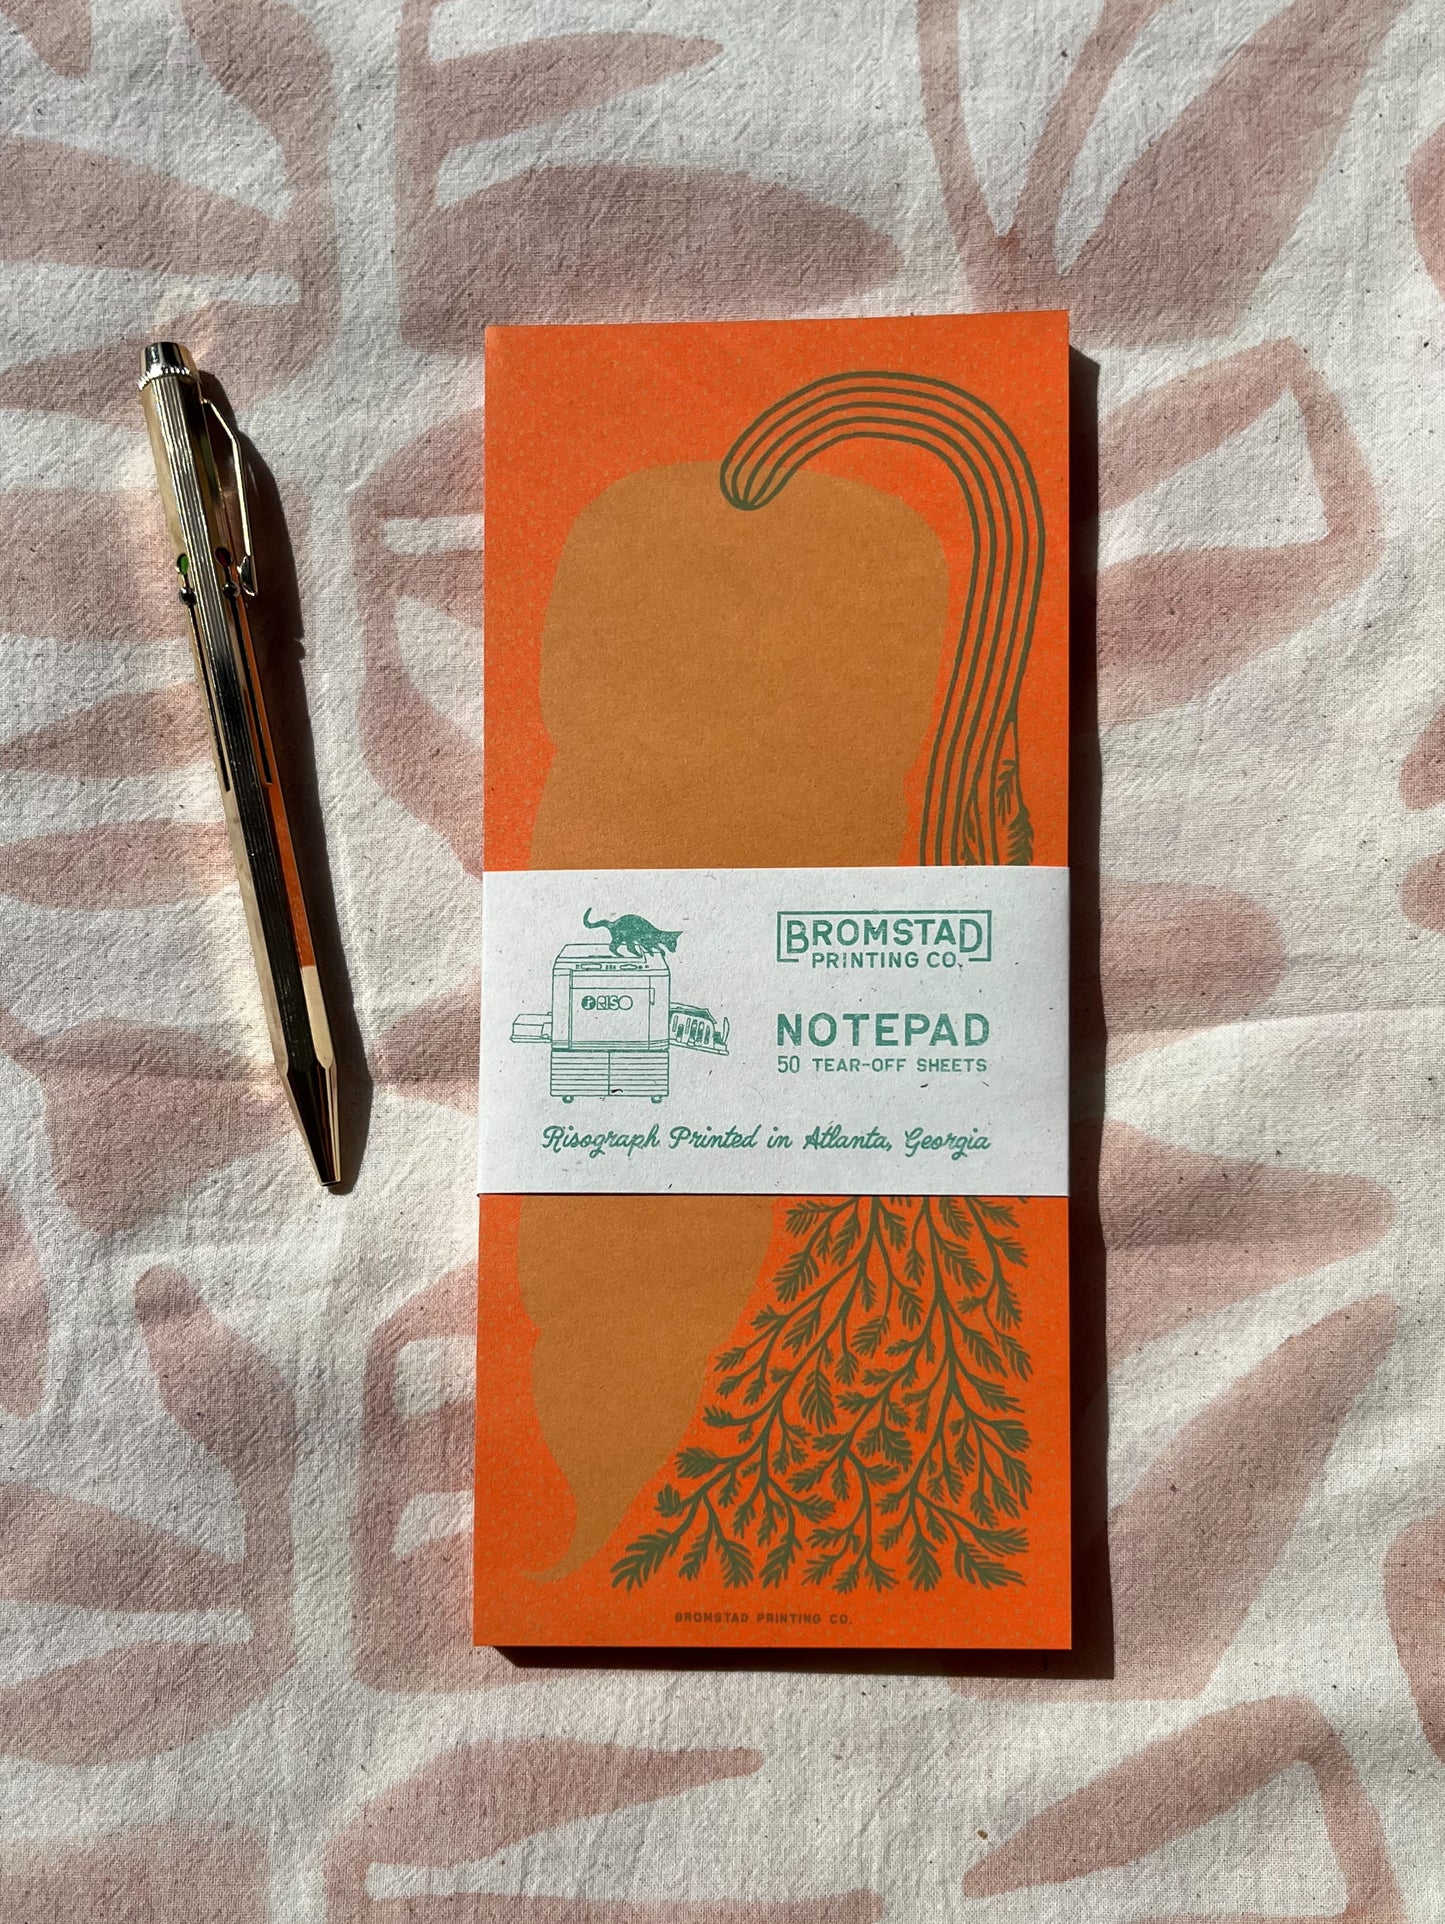 BROMSTAD
PRINTING CO.
RISO
NOTEPAD
50 TEAR-OFF SHEETS
Risograph Printed in Atlanta, Georgia
BROMSTAD PRINTING CO.